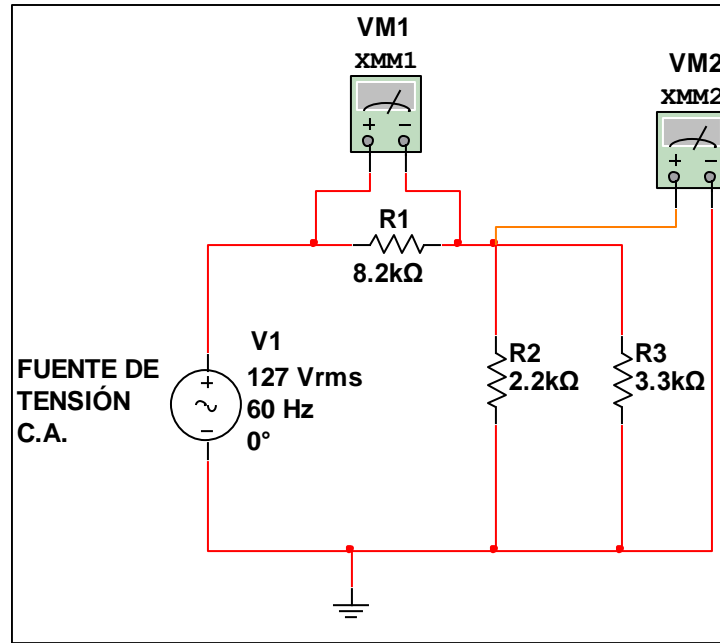 VM1
XMM1
VM2
XMM2
+ −
+ −
R1
8.2kΩ
V1
127 Vrms
60 Hz
0°
FUENTE DE
TENSIÓN
C.A.
+
−
R2
2.2kΩ
R3
3.3kΩ